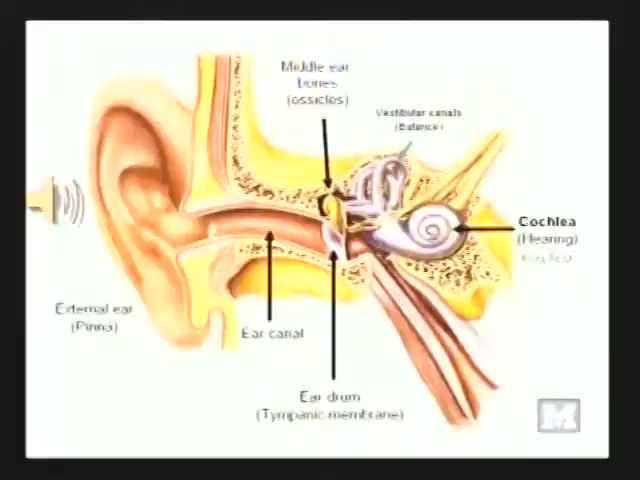 Middle ear
bones
(ossicles)
Vestibular canals
(Balance)
Cochlea
(Hearing)
External ear
(Pinna)
Ear canal
Ear drum
(Tympanic membrane)
M